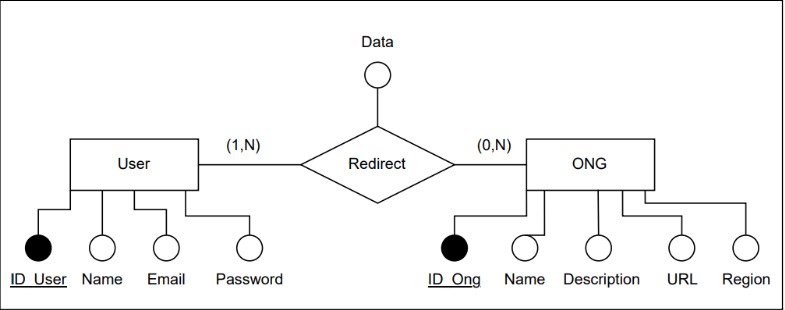 Data
(1,N)
(0,N)
User
Redirect
ONG
ID_User
Name
Email
Password
ID_Ong
Name
Description
URL
Region